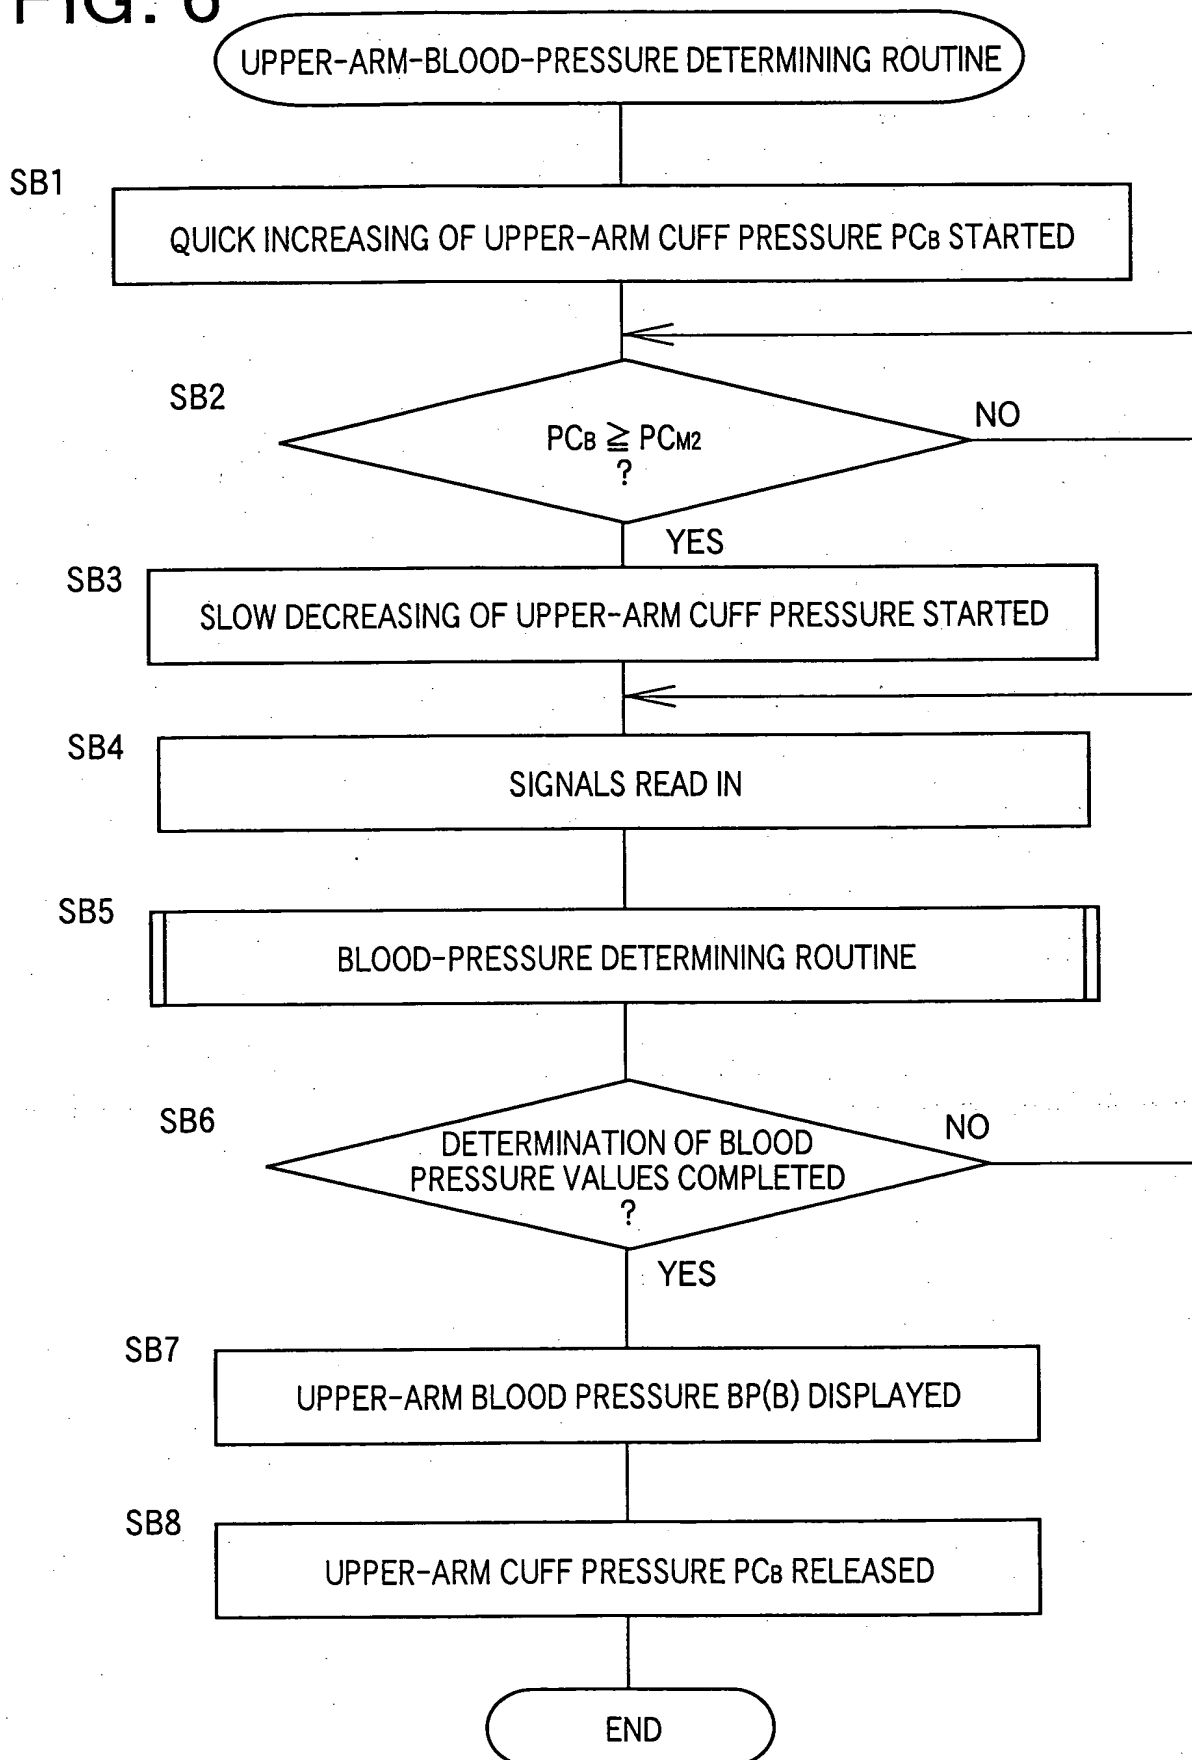 FIG. 6
UPPER-ARM-BLOOD-PRESSURE DETERMINING ROUTINE
SB1
QUICK INCREASING OF UPPER-ARM CUFF PRESSURE PCB STARTED
SB2
PCB ≧ PCM2
?
NO
YES
SB3
SLOW DECREASING OF UPPER-ARM CUFF PRESSURE STARTED
SB4
SIGNALS READ IN
SB5
BLOOD-PRESSURE DETERMINING ROUTINE
SB6
DETERMINATION OF BLOOD
PRESSURE VALUES COMPLETED
?
NO
YES
SB7
UPPER-ARM BLOOD PRESSURE BP(B) DISPLAYED
SB8
UPPER-ARM CUFF PRESSURE PCB RELEASED
END